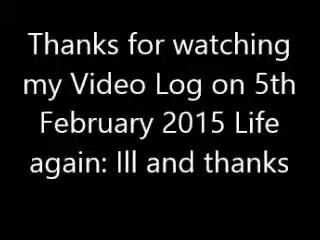 Thanks for watching
my Video Log on 5th
February 2015 Life
again: Ill and thanks